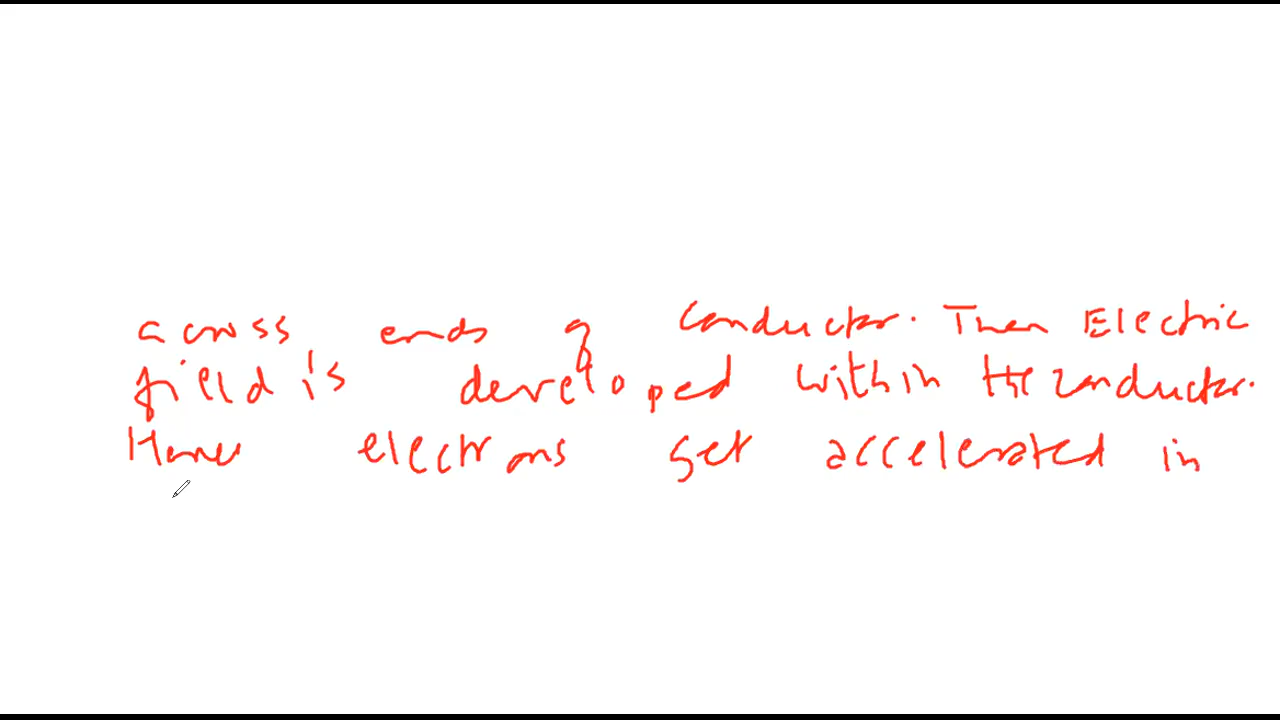 across ends of conductor. Then Electric
field is developed within the conductor.
Hence electrons get accelerated in